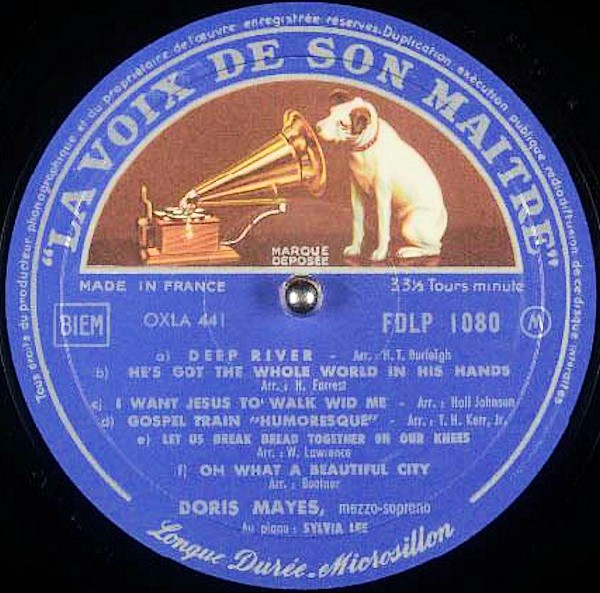 Tous droits du producteur phonographique et du propriétaire de l'œuvre enregistrée réservés. Duplication, exécution publique, radiodiffusion de ce disque interdites
"LA VOIX DE SON MAITRE"
MARQUE
DÉPOSÉE
MADE IN FRANCE 33⅓ Tours minute
BIEM OXLA 441 FDLP 1080 M
a) DEEP RIVER - Arr. : H. T. Burleigh
b) HE'S GOT THE WHOLE WORLD IN HIS HANDS
Arr. : H. Forrest
c) I WANT JESUS TO WALK WID ME - Arr. : Hall Johnson
d) GOSPEL TRAIN "HUMORESQUE" - Arr. : T. H. Kerr, Jr.
e) LET US BREAK BREAD TOGETHER ON OUR KNEES
Arr. : W. Lawrence
f) OH WHAT A BEAUTIFUL CITY
Arr. : Boatner
DORIS MAYES, mezzo-soprano
Au piano : SYLVIA LEE
Longue Durée-Microsillon